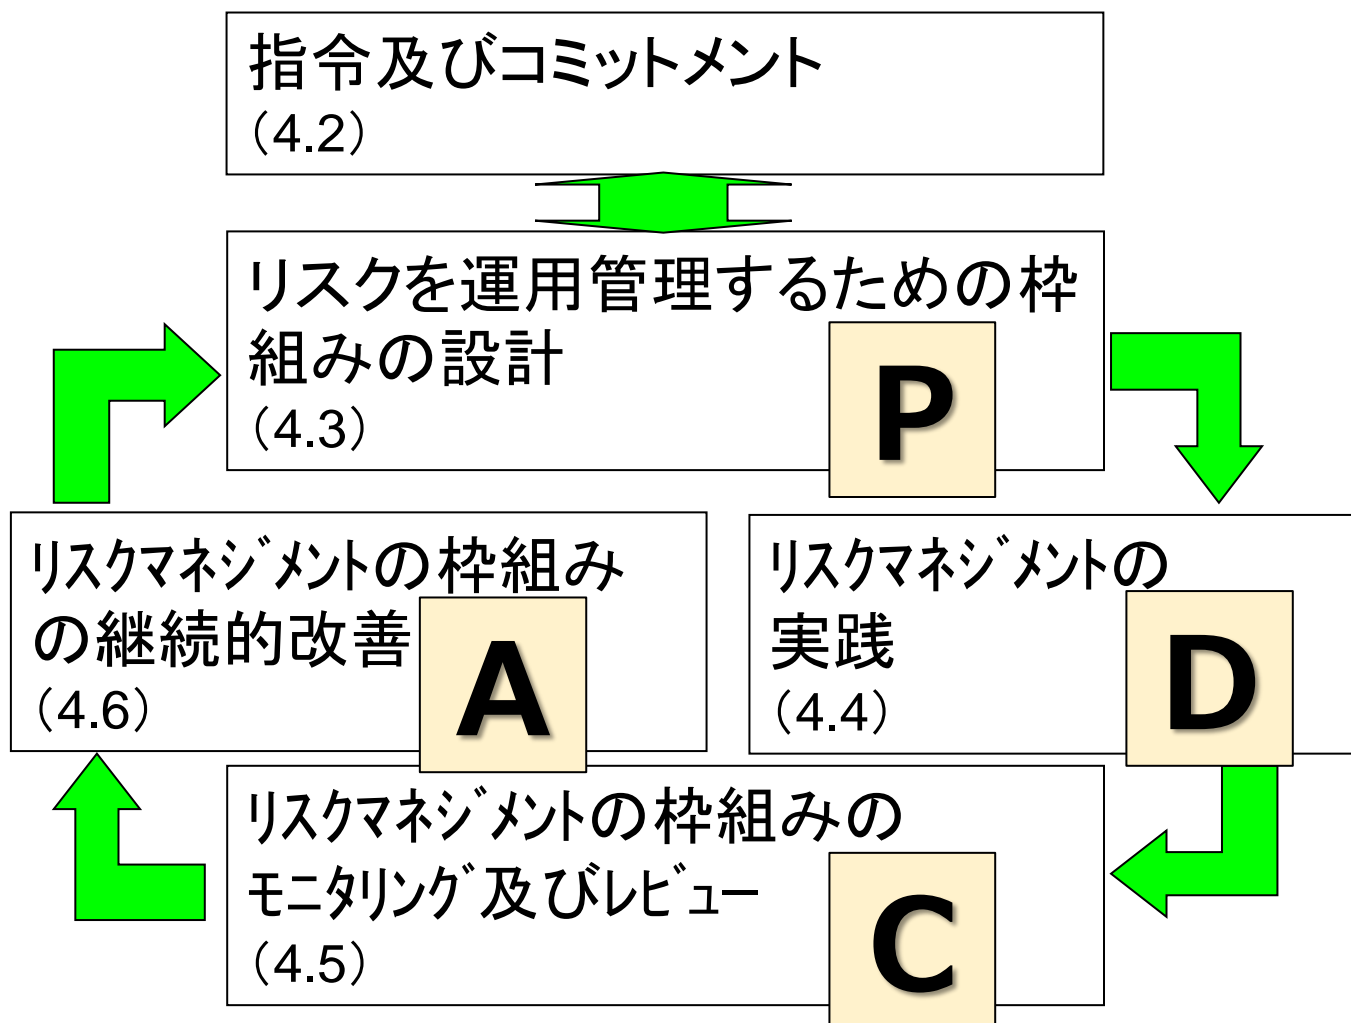 指令及びコミットメント
（4.2）
リスクを運用管理するための枠
組みの設計
（4.3）
P
ﾘｽｸﾏﾈｼﾞﾒﾝﾄの
実践
（4.4）
D
ﾘｽｸﾏﾈｼﾞﾒﾝﾄの枠組みの
ﾓﾆﾀﾘﾝｸﾞ及びﾚﾋﾞｭｰ
（4.5）
C
ﾘｽｸﾏﾈｼﾞﾒﾝﾄの枠組み
の継続的改善
（4.6）
A